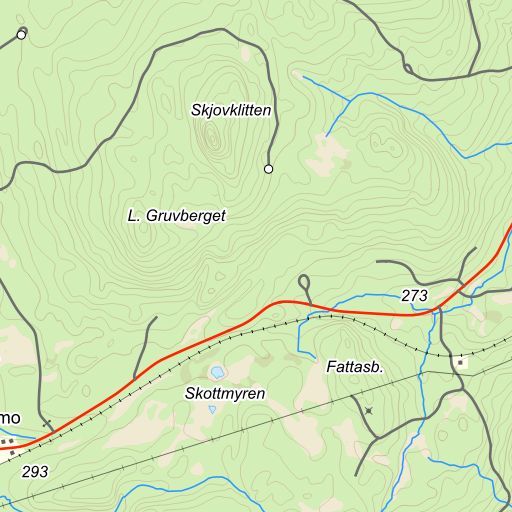 Skjovklitten
L. Gruvberget
273
Fattasb.
Skottmyren
mo
293